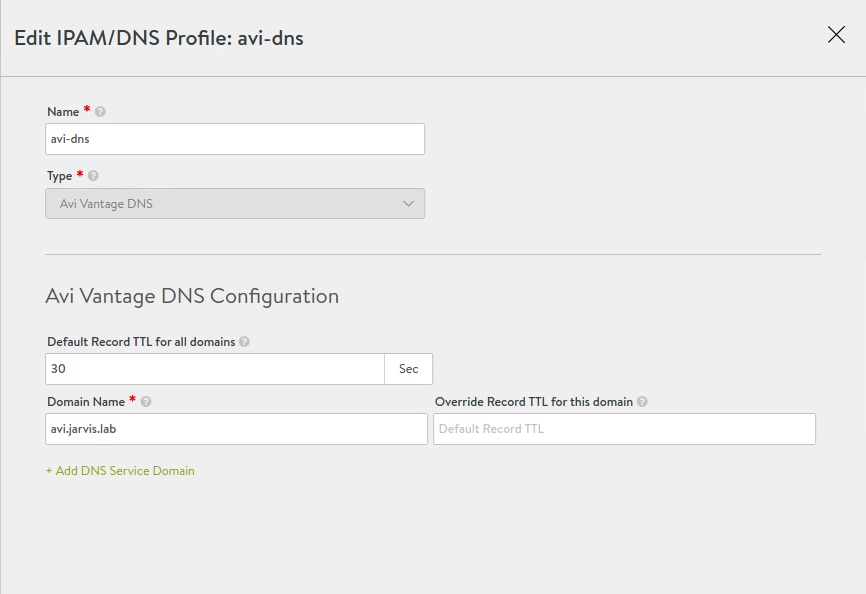 Edit IPAM/DNS Profile: avi-dns
Name * ?
avi-dns
Type * ?
Avi Vantage DNS
Avi Vantage DNS Configuration
Default Record TTL for all domains ?
30 Sec
Domain Name * ? Override Record TTL for this domain ?
avi.jarvis.lab Default Record TTL
+ Add DNS Service Domain